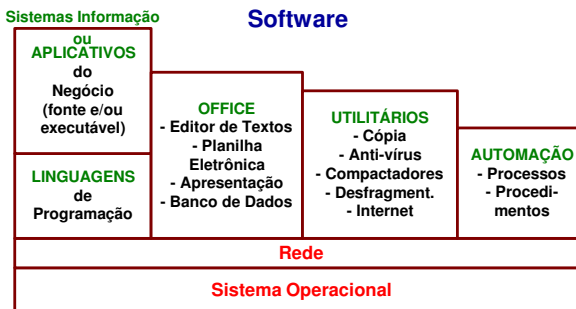 Software
Sistemas Informação
ou
APLICATIVOS
do
Negócio
(fonte e/ou
executável)
LINGUAGENS
de
Programação
OFFICE
- Editor de Textos
- Planilha
Eletrônica
- Apresentação
- Banco de Dados
UTILITÁRIOS
- Cópia
- Anti-vírus
- Compactadores
- Desfragment.
- Internet
AUTOMAÇÃO
- Processos
- Procedi-
mentos
Rede
Sistema Operacional